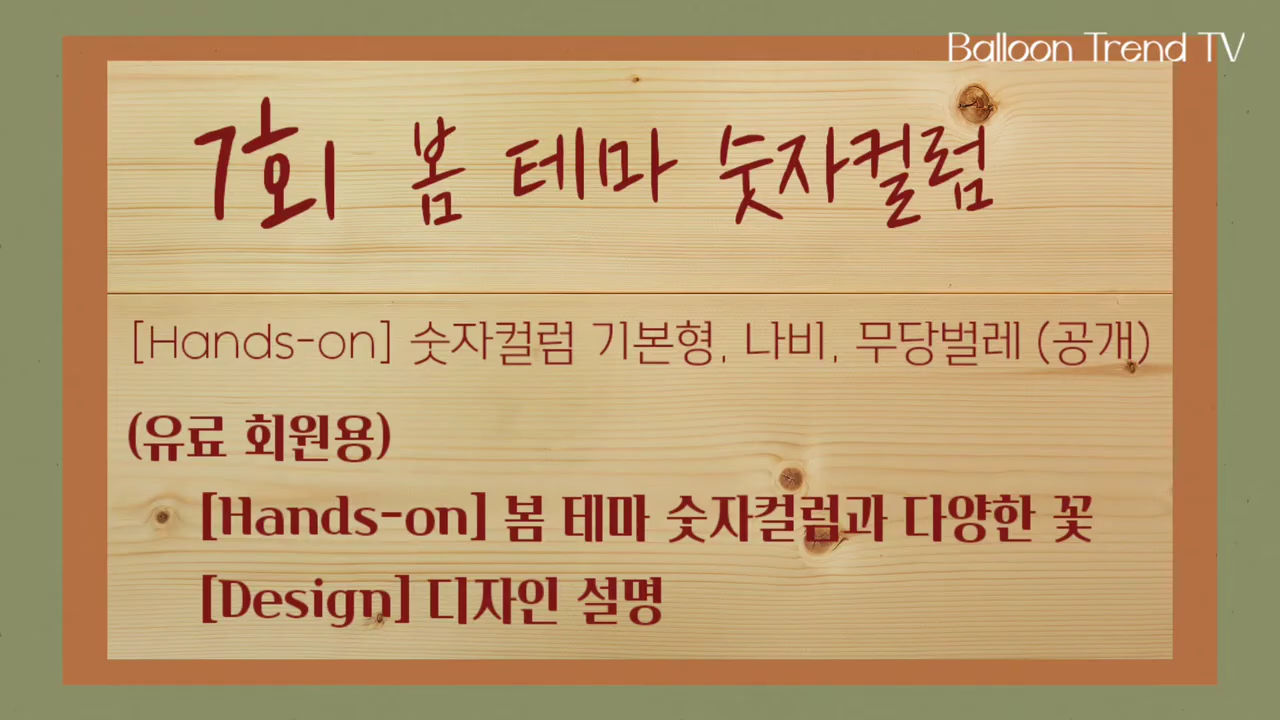 Balloon Trend TV
7회 봄 테마 숫자컬럼
[Hands-on] 숫자컬럼 기본형, 나비, 무당벌레 (공개)
(유료 회원용)
[Hands-on] 봄 테마 숫자컬럼과 다양한 꽃
[Design] 디자인 설명